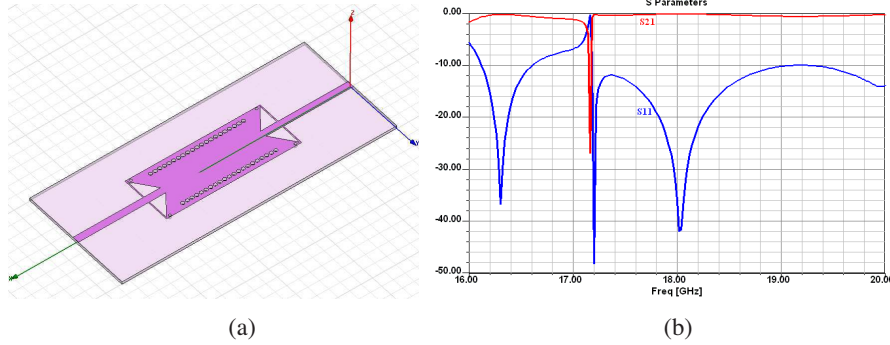 S Parameters
z
0.00
S21
-10.00
S11
-20.00
-30.00
-40.00
-50.00
16.00 17.00 18.00 19.00 20.00
Freq [GHz]
(a) (b)